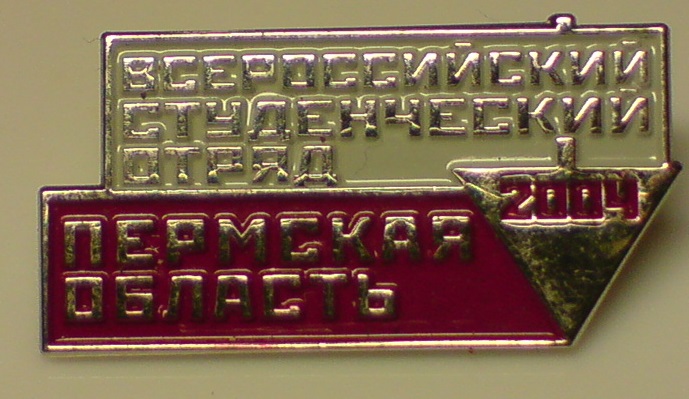 ВСЕРОССИЙСКИЙ
СТУДЕНЧЕСКИЙ
ОТРЯД
2004
ПЕРМСКАЯ
ОБЛАСТЬ